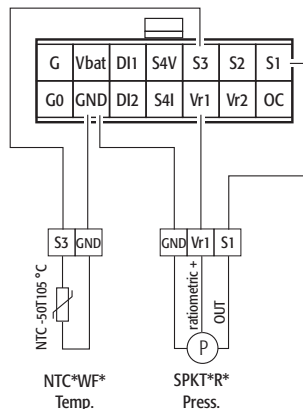 G Vbat DI1 S4V S3 S2 S1
G0 GND DI2 S4I Vr1 Vr2 OC
S3 GND
GND Vr1 S1
NTC -50T105 °C
ratiometric +
OUT
P
NTC*WF*
Temp.
SPKT*R*
Press.